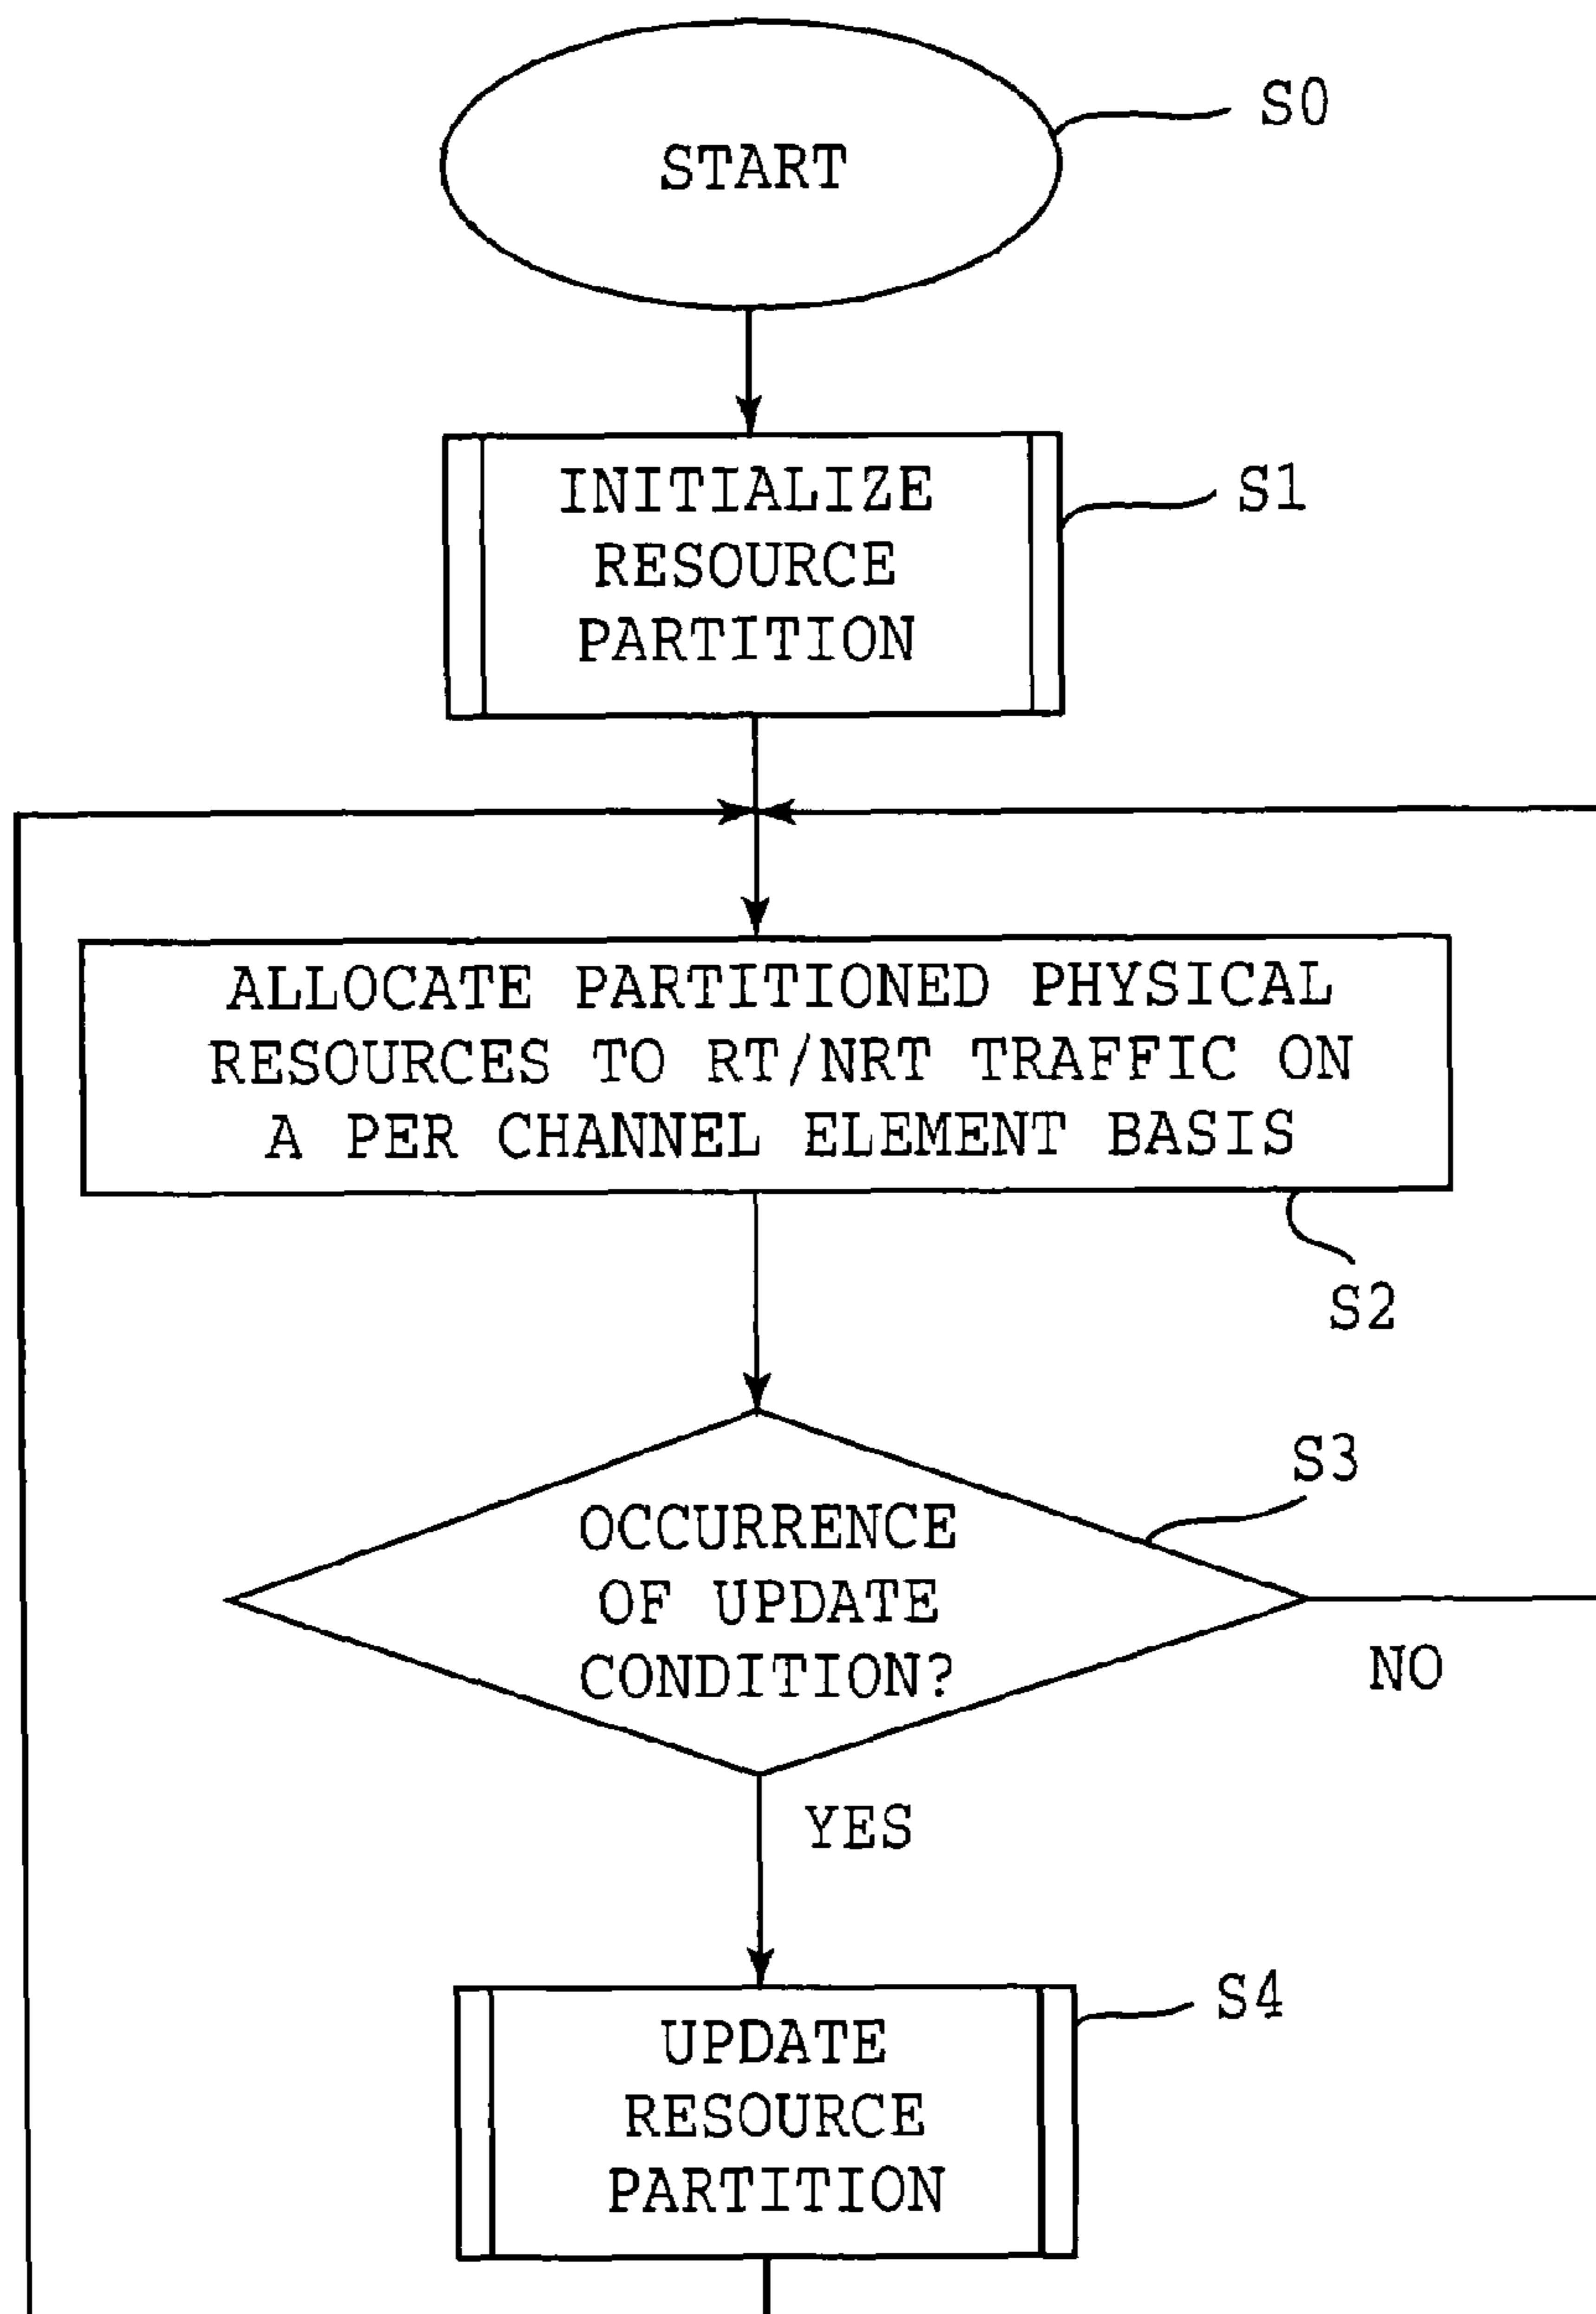 START
S0
INITIALIZE
RESOURCE
PARTITION
S1
ALLOCATE PARTITIONED PHYSICAL
RESOURCES TO RT/NRT TRAFFIC ON
A PER CHANNEL ELEMENT BASIS
S2
OCCURRENCE
OF UPDATE
CONDITION?
S3
NO
YES
UPDATE
RESOURCE
PARTITION
S4